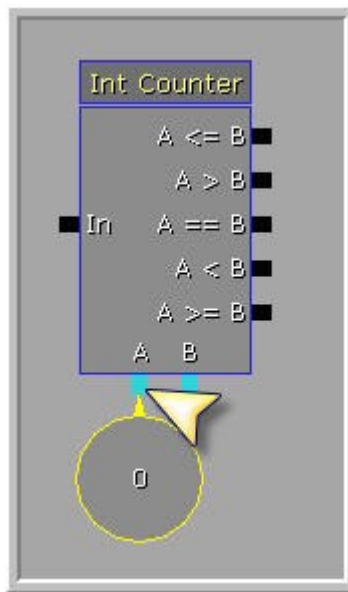 Int Counter
A <= B
A > B
In A == B
A < B
A >= B
A B
0